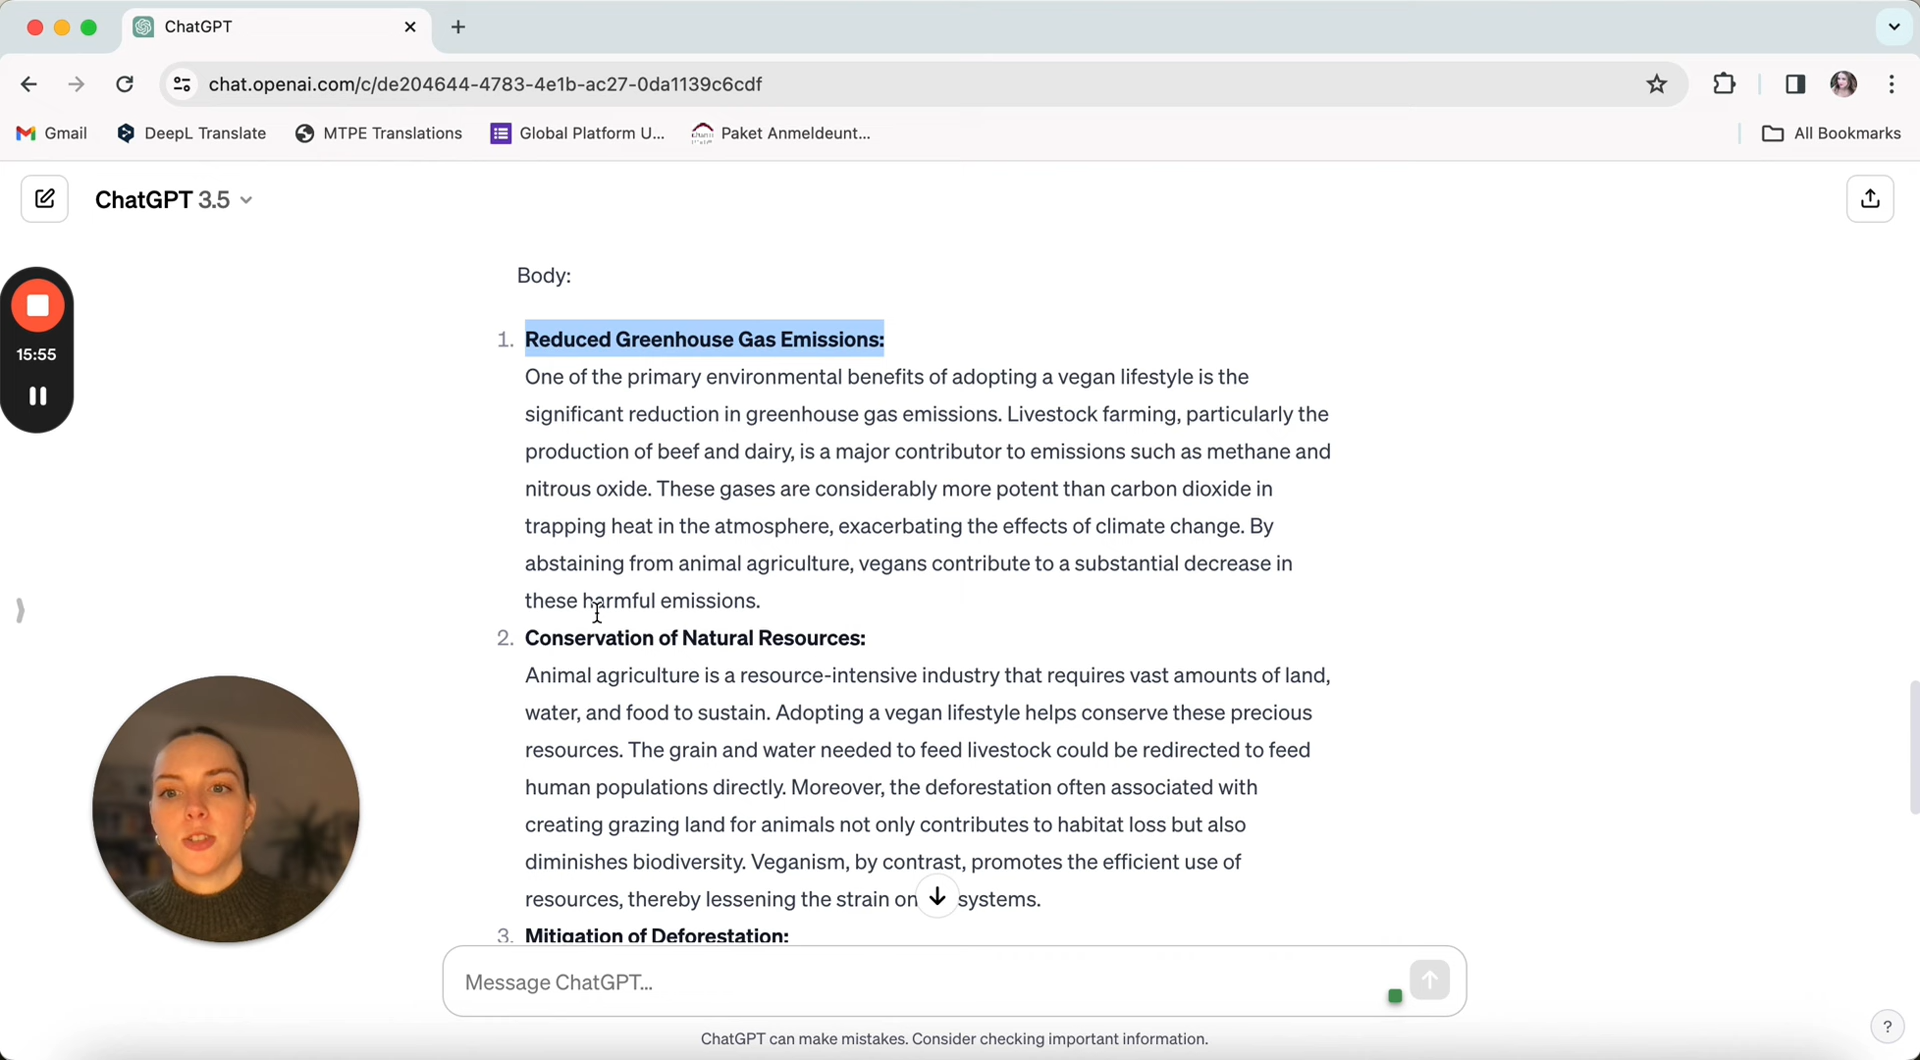 ChatGPT
chat.openai.com/c/de204644-4783-4e1b-ac27-0da1139c6cdf
Gmail
DeepL Translate
MTPE Translations
Global Platform U...
Paket Anmeldeunt...
All Bookmarks
ChatGPT 3.5
15:55
Body:
1. Reduced Greenhouse Gas Emissions:
One of the primary environmental benefits of adopting a vegan lifestyle is the
significant reduction in greenhouse gas emissions. Livestock farming, particularly the
production of beef and dairy, is a major contributor to emissions such as methane and
nitrous oxide. These gases are considerably more potent than carbon dioxide in
trapping heat in the atmosphere, exacerbating the effects of climate change. By
abstaining from animal agriculture, vegans contribute to a substantial decrease in
these harmful emissions.
2. Conservation of Natural Resources:
Animal agriculture is a resource-intensive industry that requires vast amounts of land,
water, and food to sustain. Adopting a vegan lifestyle helps conserve these precious
resources. The grain and water needed to feed livestock could be redirected to feed
human populations directly. Moreover, the deforestation often associated with
creating grazing land for animals not only contributes to habitat loss but also
diminishes biodiversity. Veganism, by contrast, promotes the efficient use of
resources, thereby lessening the strain on systems.
3. Mitigation of Deforestation:
Message ChatGPT...
ChatGPT can make mistakes. Consider checking important information.
?